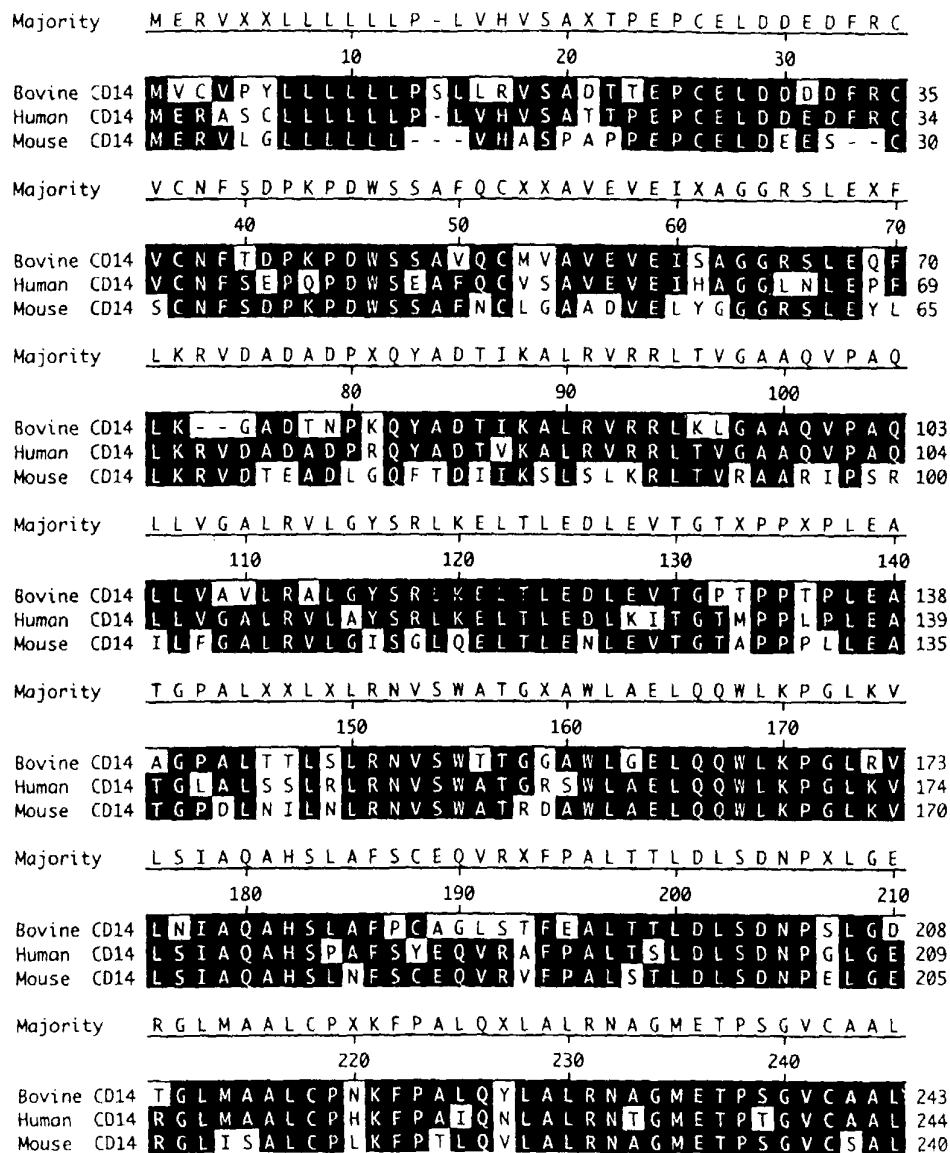 Majority M E R V X X L L L L L L P - L V H V S A X T P E P C E L D D E D F R C
10 20 30
Bovine CD14 M V C V P Y L L L L L L P S L L R V S A D T T E P C E L D D D D F R C 35
Human CD14 M E R A S C L L L L L L P - L V H V S A T T P E P C E L D D E D F R C 34
Mouse CD14 M E R V L G L L L L L L - - - V H A S P A P P E P C E L D E E S - - C 30
Majority V C N F S D P K P D W S S A F Q C X X A V E V E I X A G G R S L E X F
40 50 60 70
Bovine CD14 V C N F T D P K P D W S S A V Q C M V A V E V E I S A G G R S L E Q F 70
Human CD14 V C N F S E P Q P D W S E A F Q C V S A V E V E I H A G G L N L E P F 69
Mouse CD14 S C N F S D P K P D W S S A F N C L G A A D V E L Y G G G R S L E Y L 65
Majority L K R V D A D A D P X Q Y A D T I K A L R V R R L T V G A A Q V P A Q
80 90 100
Bovine CD14 L K - - G A D T N P K Q Y A D T I K A L R V R R L K L G A A Q V P A Q 103
Human CD14 L K R V D A D A D P R Q Y A D T V K A L R V R R L T V G A A Q V P A Q 104
Mouse CD14 L K R V D T E A D L G Q F T D I I K S L S L K R L T V R A A R I P S R 100
Majority L L V G A L R V L G Y S R L K E L T L E D L E V T G T X P P X P L E A
110 120 130 140
Bovine CD14 L L V A V L R A L G Y S R L K E L T L E D L E V T G P T P P T P L E A 138
Human CD14 L L V G A L R V L A Y S R L K E L T L E D L K I T G T M P P L P L E A 139
Mouse CD14 I L F G A L R V L G I S G L Q E L T L E N L E V T G T A P P P L L E A 135
Majority T G P A L X X L X L R N V S W A T G X A W L A E L Q Q W L K P G L K V
150 160 170
Bovine CD14 A G P A L T T L S L R N V S W T T G G A W L G E L Q Q W L K P G L R V 173
Human CD14 T G L A L S S L R L R N V S W A T G R S W L A E L Q Q W L K P G L K V 174
Mouse CD14 T G P D L N I L N L R N V S W A T R D A W L A E L Q Q W L K P G L K V 170
Majority L S I A Q A H S L A F S C E Q V R X F P A L T T L D L S D N P X L G E
180 190 200 210
Bovine CD14 L N I A Q A H S L A F P C A G L S T F E A L T T L D L S D N P S L G D 208
Human CD14 L S I A Q A H S P A F S Y E Q V R A F P A L T S L D L S D N P G L G E 209
Mouse CD14 L S I A Q A H S L N F S C E Q V R V F P A L S T L D L S D N P E L G E 205
Majority R G L M A A L C P X K F P A L Q X L A L R N A G M E T P S G V C A A L
220 230 240
Bovine CD14 T G L M A A L C P N K F P A L Q Y L A L R N A G M E T P S G V C A A L 243
Human CD14 R G L M A A L C P H K F P A I Q N L A L R N T G M E T P T G V C A A L 244
Mouse CD14 R G L I S A L C P L K F P T L Q V L A L R N A G M E T P S G V C S A L 240